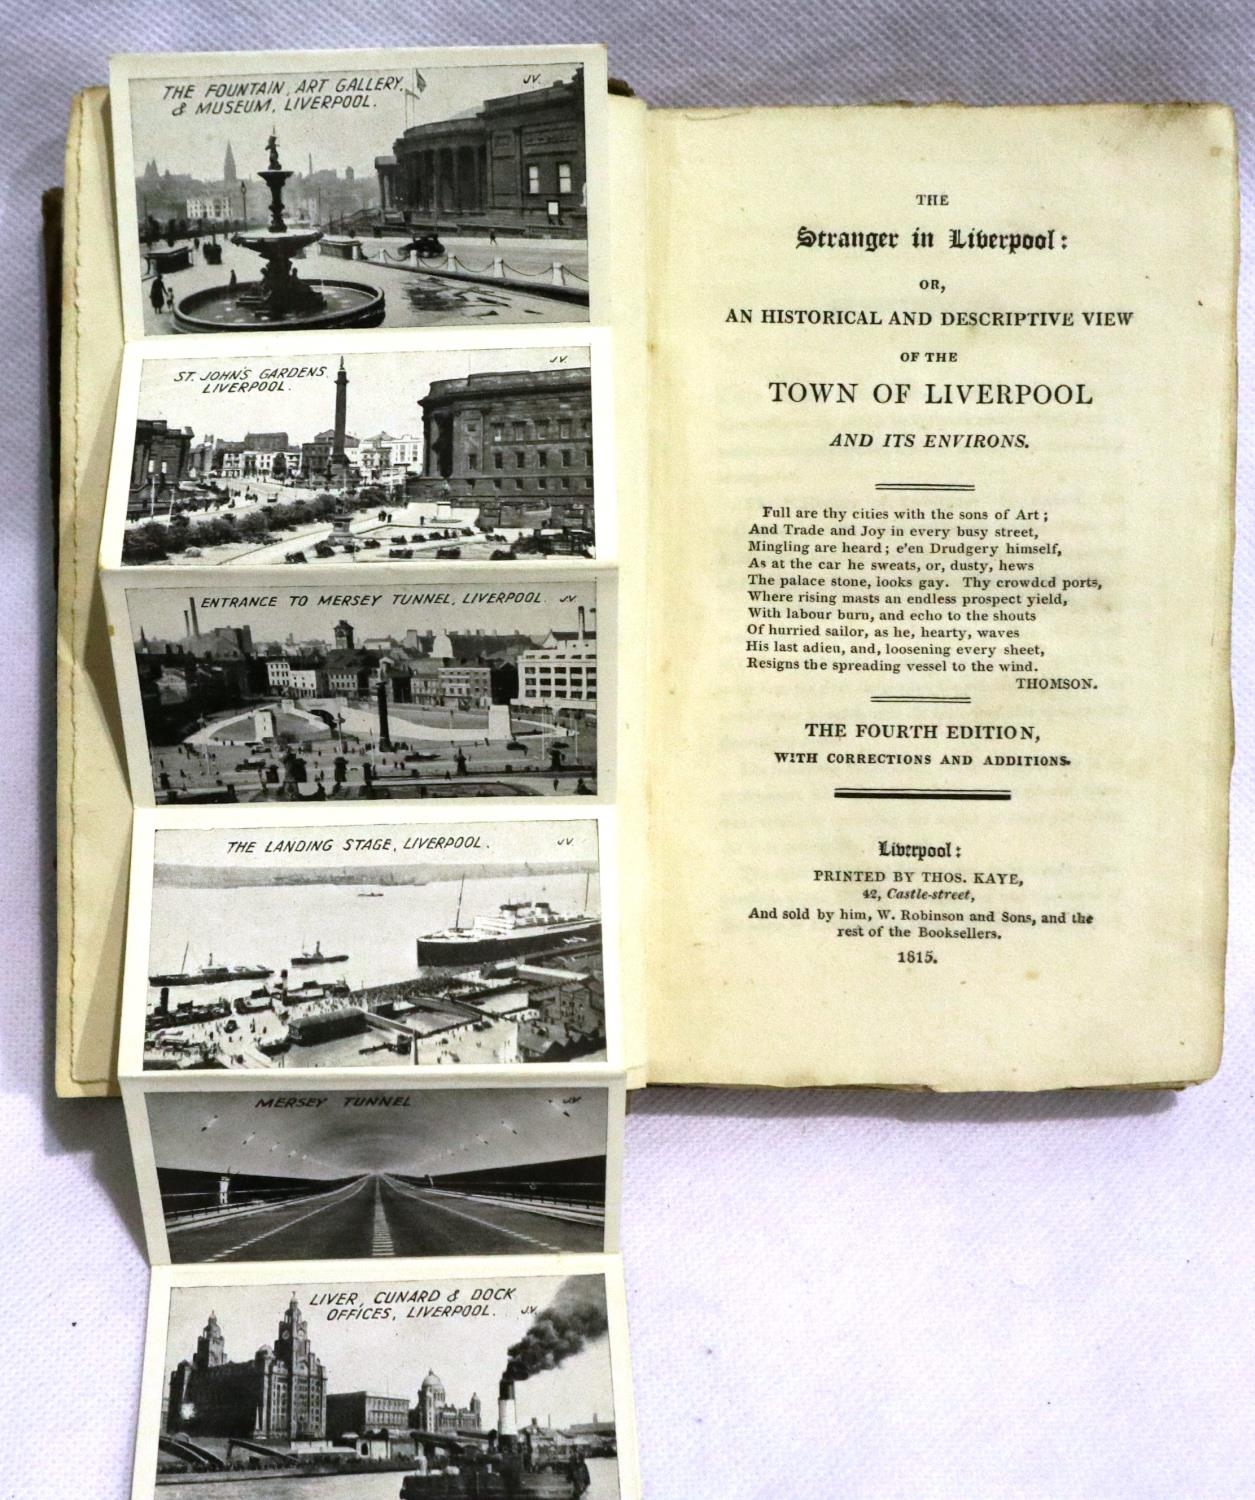 THE FOUNTAIN, ART GALLERY,
& MUSEUM, LIVERPOOL.
JV.
ST. JOHN'S GARDENS,
LIVERPOOL.
JV.
ENTRANCE TO MERSEY TUNNEL, LIVERPOOL.
JV.
THE LANDING STAGE, LIVERPOOL.
JV.
MERSEY TUNNEL
JV
LIVER, CUNARD & DOCK
OFFICES, LIVERPOOL.
JV.
THE
Stranger in Liverpool:
OR,
AN HISTORICAL AND DESCRIPTIVE VIEW
OF THE
TOWN OF LIVERPOOL
AND ITS ENVIRONS.
Full are thy cities with the sons of Art;
And Trade and Joy in every busy street,
Mingling are heard; e'en Drudgery himself,
As at the car he sweats, or, dusty, hews
The palace stone, looks gay. Thy crowded ports,
Where rising masts an endless prospect yield,
With labour burn, and echo to the shouts
Of hurried sailor, as he, hearty, waves
His last adieu, and, loosening every sheet,
Resigns the spreading vessel to the wind.
THOMSON.
THE FOURTH EDITION,
WITH CORRECTIONS AND ADDITIONS.
Liverpool:
PRINTED BY THOS. KAYE,
42, Castle-street,
And sold by him, W. Robinson and Sons, and the
rest of the Booksellers.
1815.